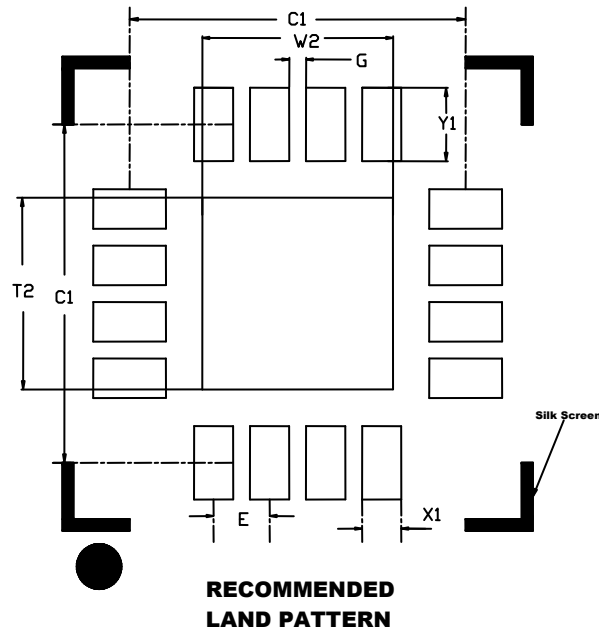 C1
W2
G
Y1
T2
C1
Silk Screen
E
X1
RECOMMENDED
LAND PATTERN